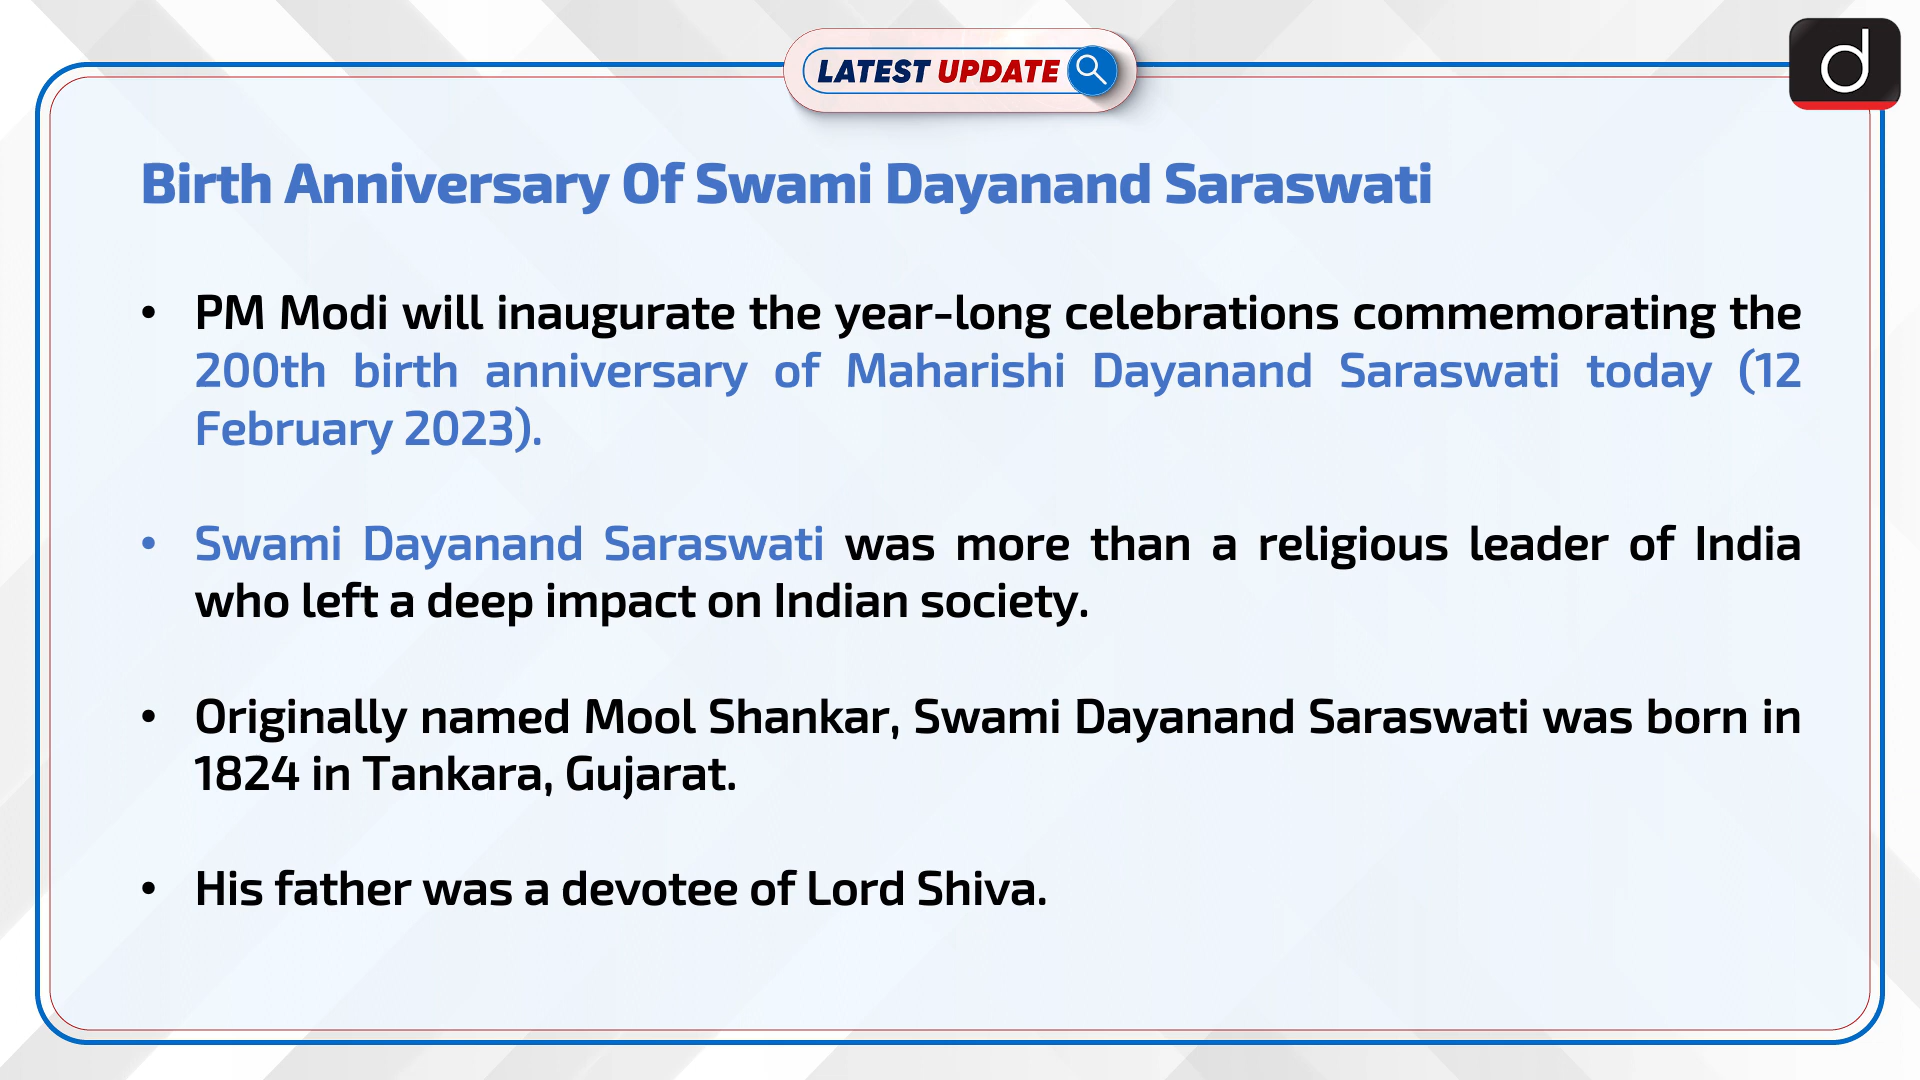 LATEST UPDATE
d
Birth Anniversary Of Swami Dayanand Saraswati
• PM Modi will inaugurate the year-long celebrations commemorating the
200th birth anniversary of Maharishi Dayanand Saraswati today (12
February 2023).
• Swami Dayanand Saraswati was more than a religious leader of India
who left a deep impact on Indian society.
• Originally named Mool Shankar, Swami Dayanand Saraswati was born in
1824 in Tankara, Gujarat.
• His father was a devotee of Lord Shiva.